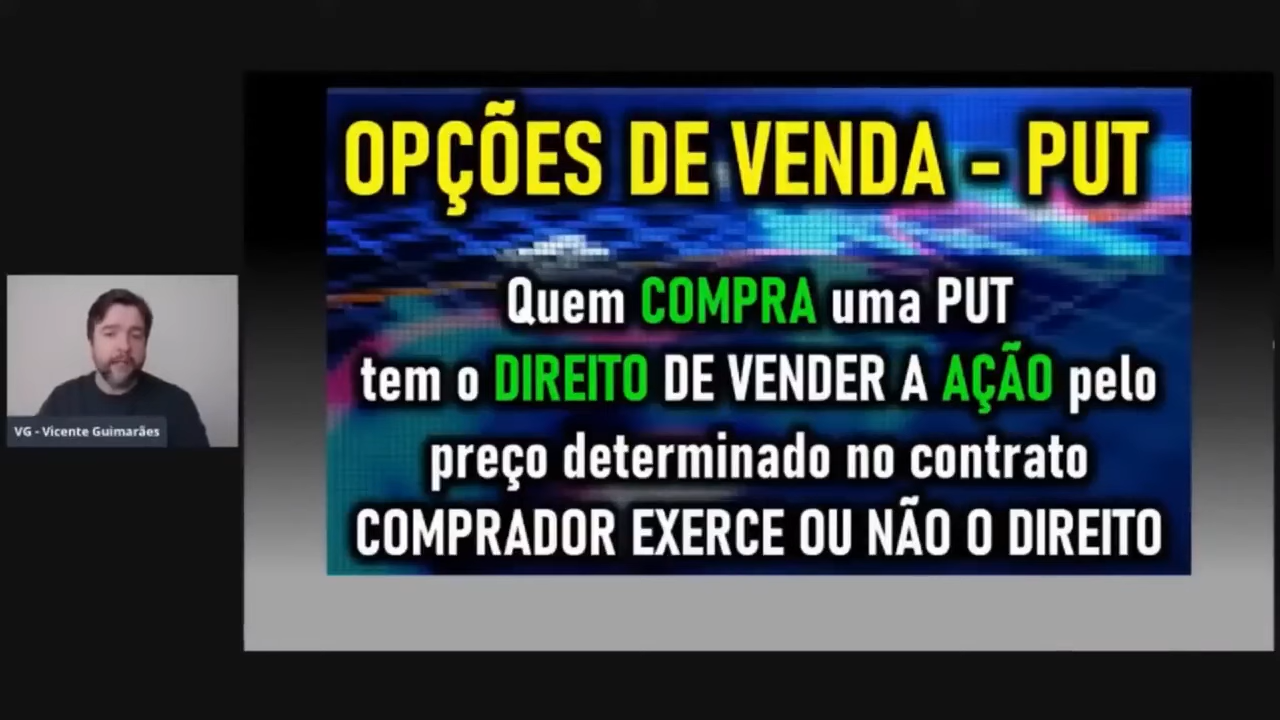 OPÇÕES DE VENDA - PUT
Quem COMPRA uma PUT
tem o DIREITO DE VENDER A AÇÃO pelo
preço determinado no contrato
COMPRADOR EXERCE OU NÃO O DIREITO
VG - Vicente Guimarães